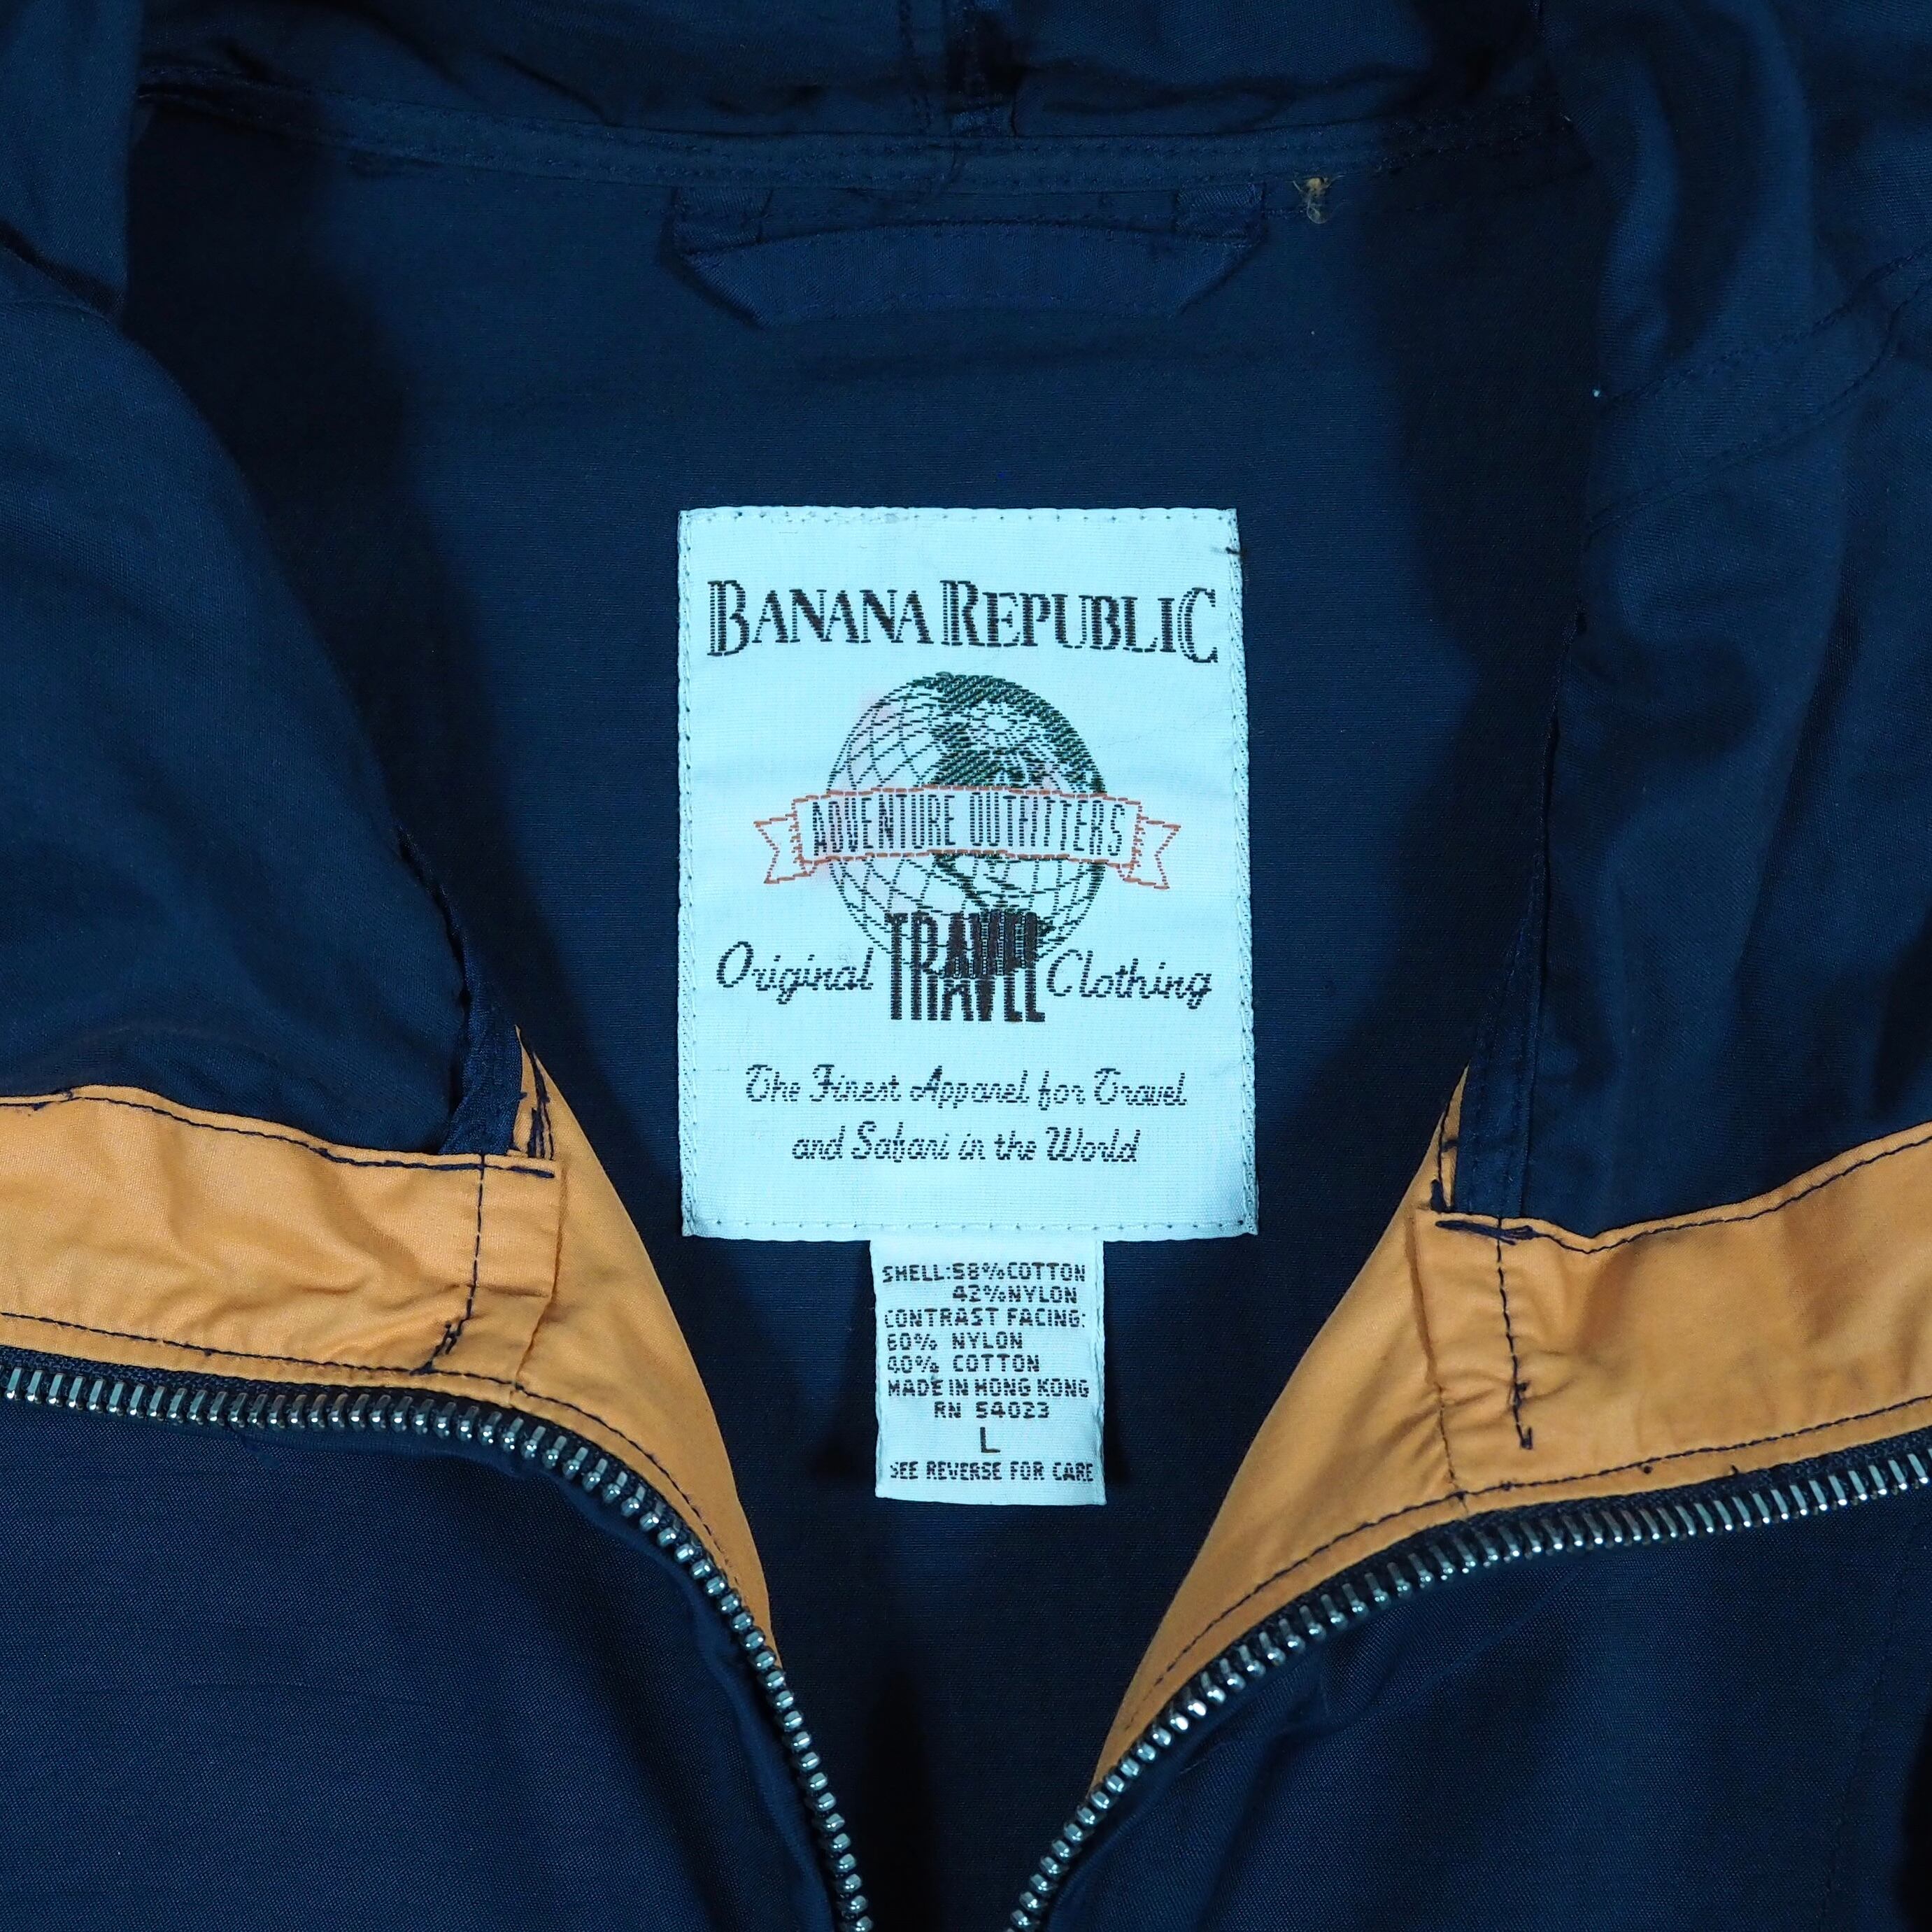 BANANA REPUBLIC
ADVENTURE OUTFITTERS
Original TRAVEL Clothing
The Finest Apparel for Travel
and Safari in the World
SHELL:58%COTTON
42%NYLON
CONTRAST FACING:
60% NYLON
40% COTTON
MADE IN HONG KONG
RN 54023
L
SEE REVERSE FOR CARE